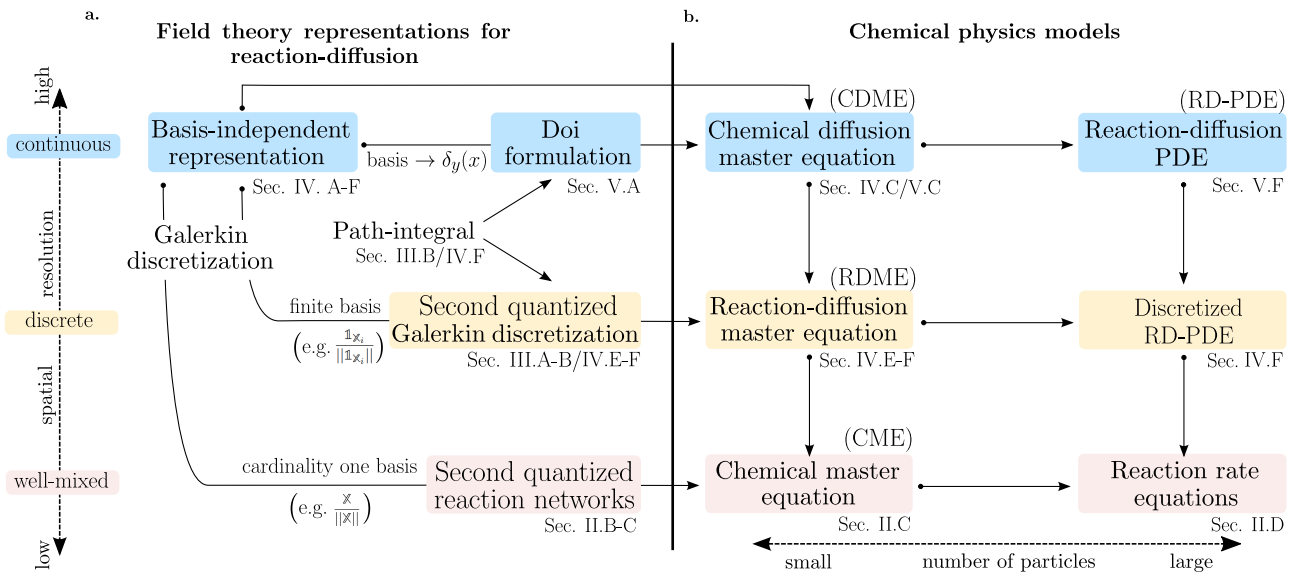 a.
Field theory representations for
reaction-diffusion
b.
Chemical physics models
high
resolution
spatial
low
continuous
discrete
well-mixed
Basis-independent
representation
Sec. IV. A-F
basis → δ_y(x)
Doi
formulation
Sec. V.A
Galerkin
discretization
Path-integral
Sec. III.B/IV.F
finite basis
(e.g. 𝟙_𝕏ᵢ / ||𝟙_𝕏ᵢ||)
Second quantized
Galerkin discretization
Sec. III.A-B/IV.E-F
cardinality one basis
(e.g. 𝕏 / ||𝕏||)
Second quantized
reaction networks
Sec. II.B-C
(CDME)
Chemical diffusion
master equation
Sec. IV.C/V.C
(RD-PDE)
Reaction-diffusion
PDE
Sec. V.F
(RDME)
Reaction-diffusion
master equation
Sec. IV.E-F
Discretized
RD-PDE
Sec. IV.F
(CME)
Chemical master
equation
Sec. II.C
Reaction rate
equations
Sec. II.D
small number of particles large